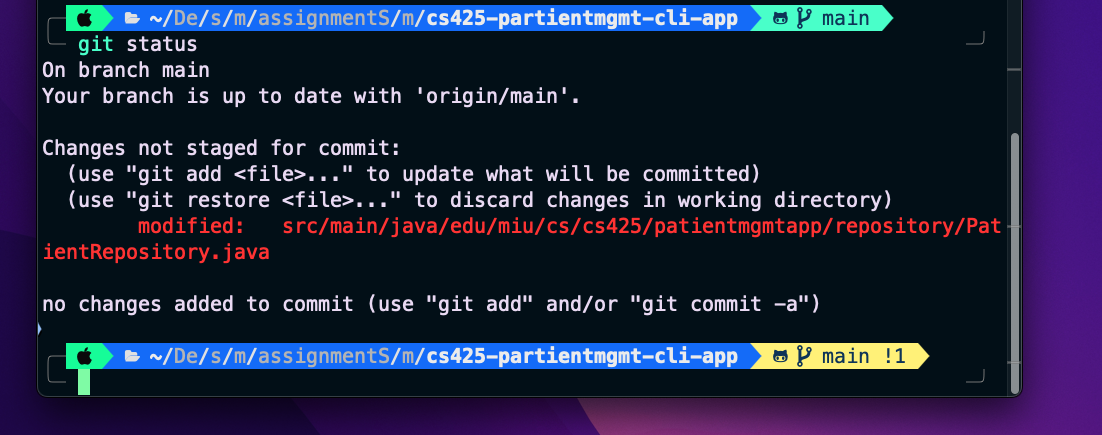 ~/De/s/m/assignmentS/m/cs425-partientmgmt-cli-app main
git status
On branch main
Your branch is up to date with 'origin/main'.
Changes not staged for commit:
(use "git add <file>..." to update what will be committed)
(use "git restore <file>..." to discard changes in working directory)
modified: src/main/java/edu/miu/cs/cs425/patientmgmtapp/repository/Pat
ientRepository.java
no changes added to commit (use "git add" and/or "git commit -a")
~/De/s/m/assignmentS/m/cs425-partientmgmt-cli-app main !1